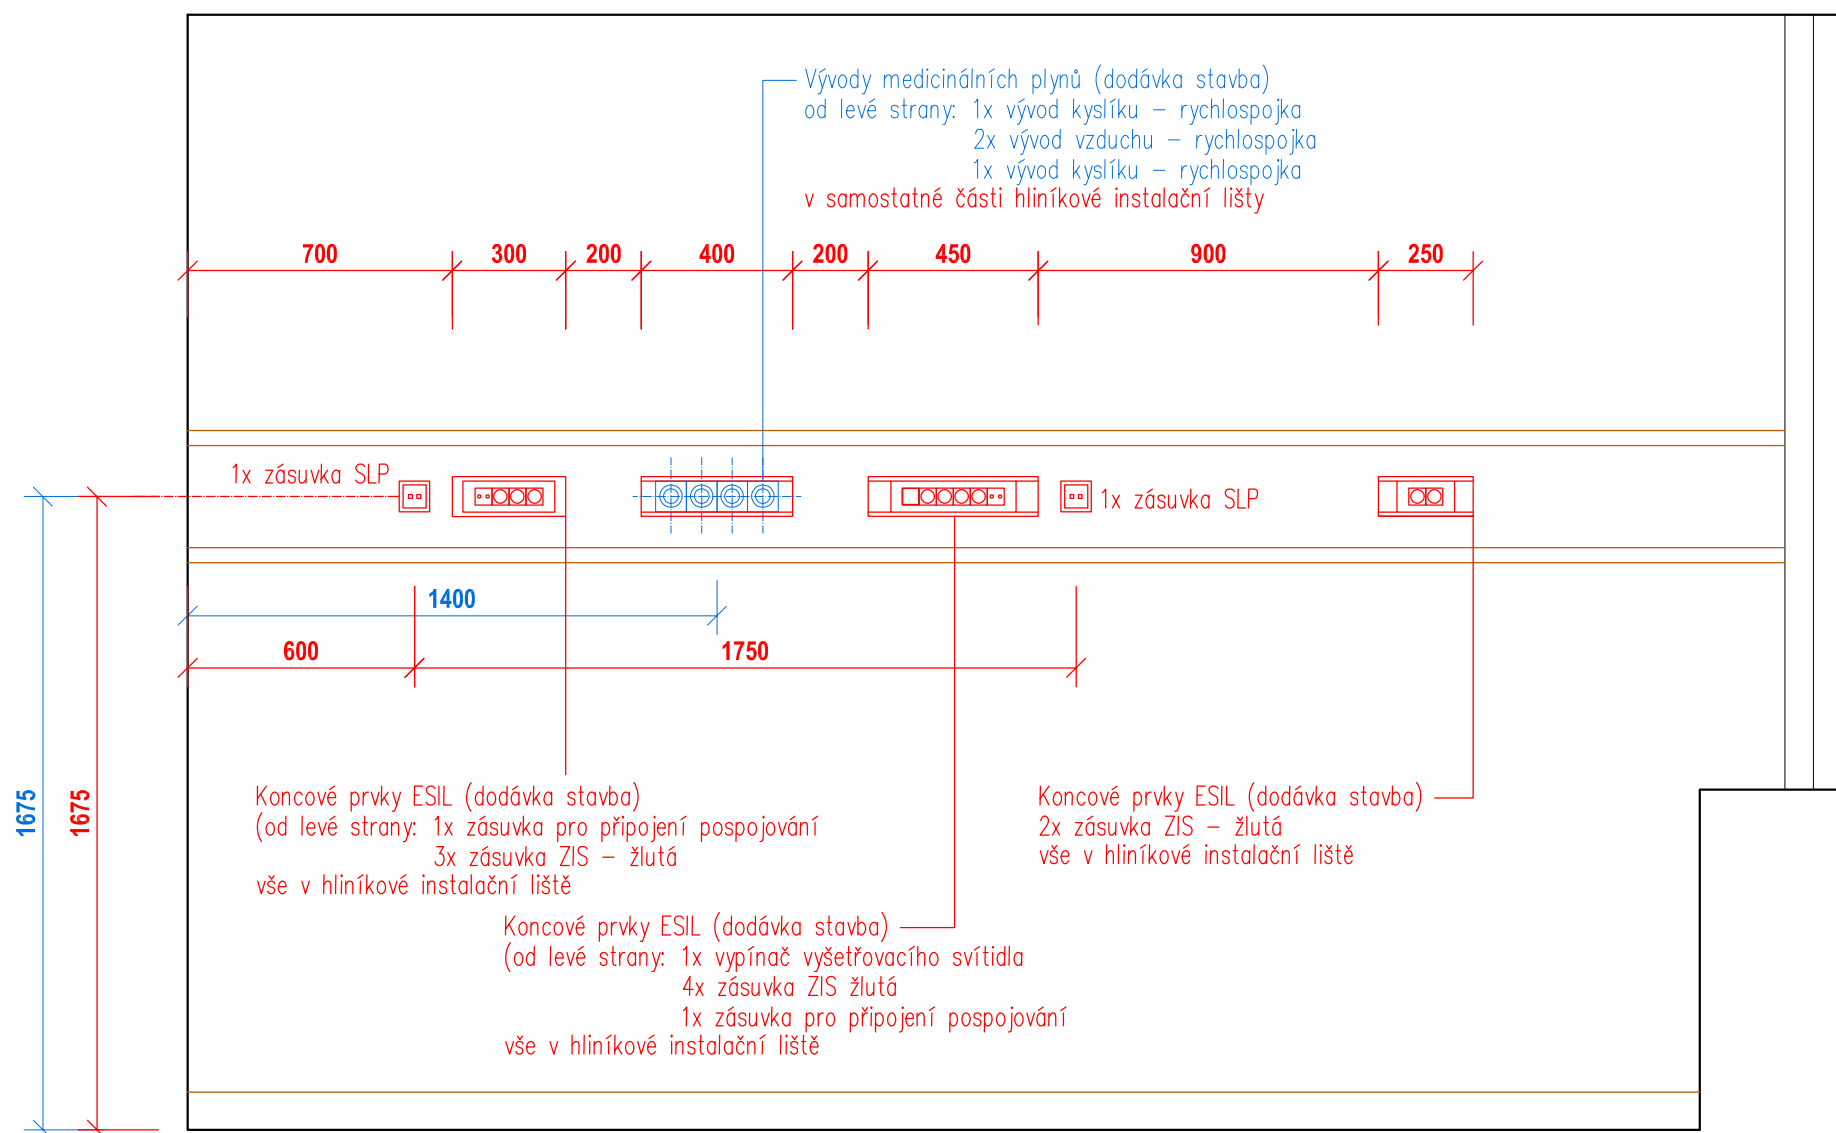 Vývody medicinálních plynů (dodávka stavba)
od levé strany: 1x vývod kyslíku – rychlospojka
2x vývod vzduchu – rychlospojka
1x vývod kyslíku – rychlospojka
v samostatné části hliníkové instalační lišty
700 300 200 400 200 450 900 250
1x zásuvka SLP
1x zásuvka SLP
1400
600 1750
1675 1675
Koncové prvky ESIL (dodávka stavba)
(od levé strany: 1x zásuvka pro připojení pospojování
3x zásuvka ZIS – žlutá
vše v hliníkové instalační liště
Koncové prvky ESIL (dodávka stavba)
2x zásuvka ZIS – žlutá
vše v hliníkové instalační liště
Koncové prvky ESIL (dodávka stavba)
(od levé strany: 1x vypínač vyšetřovacího svítidla
4x zásuvka ZIS žlutá
1x zásuvka pro připojení pospojování
vše v hliníkové instalační liště